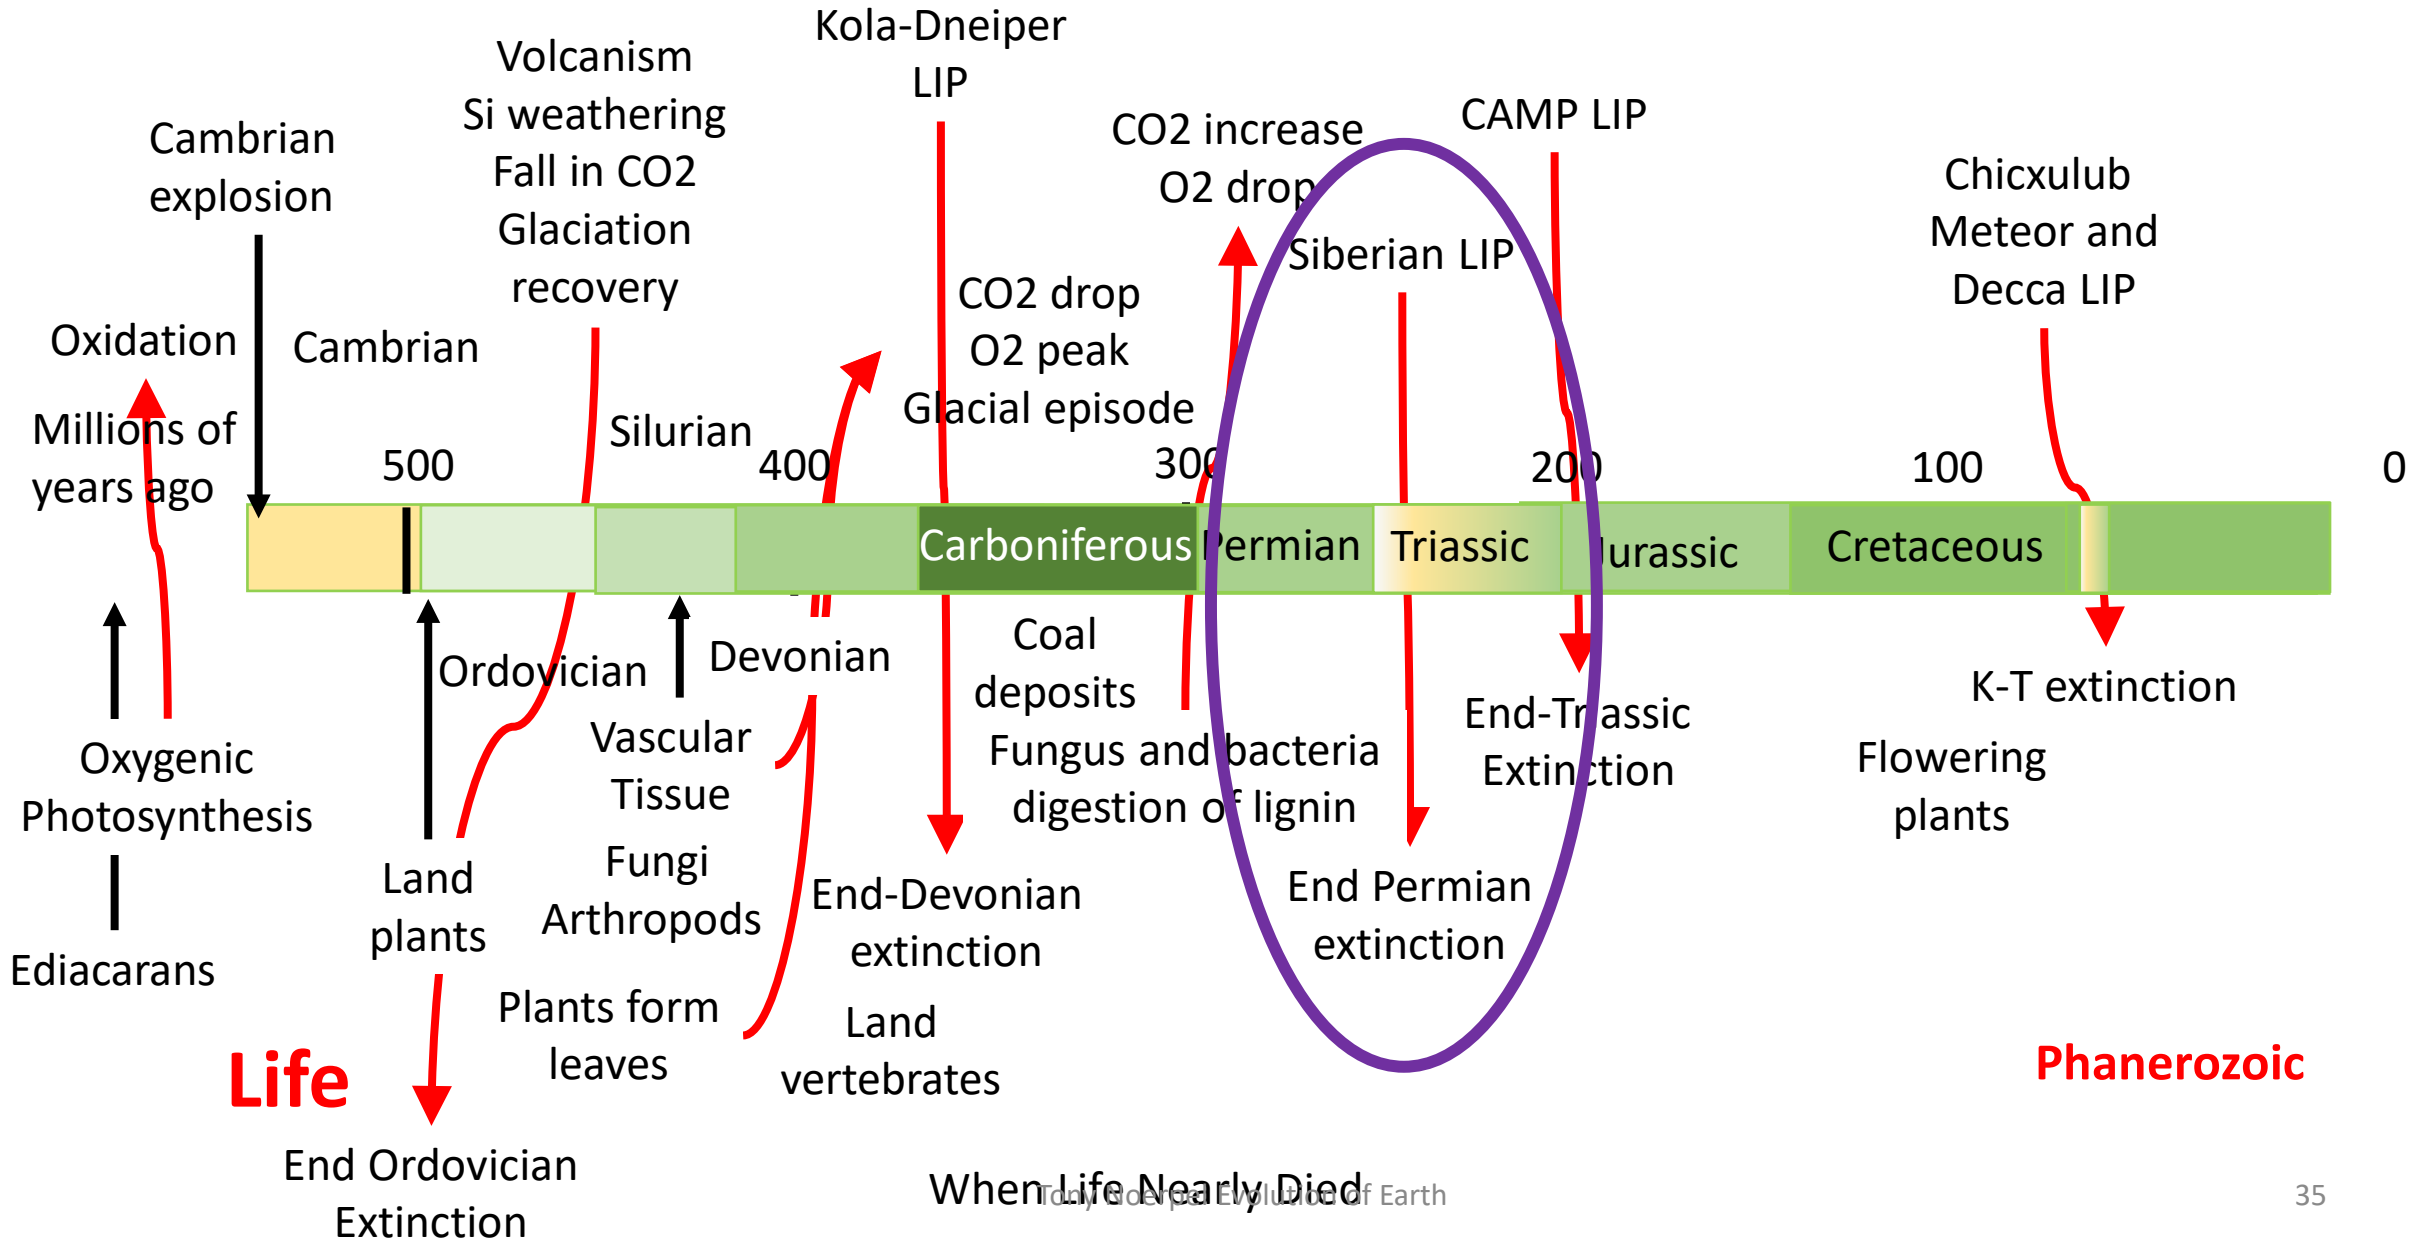 Kola-Dneiper
LIP
Volcanism
Si weathering
Fall in CO2
Glaciation
recovery
Cambrian
explosion
CO2 increase
O2 drop
CAMP LIP
Chicxulub
Meteor and
Decca LIP
Siberian LIP
CO2 drop
O2 peak
Glacial episode
Oxidation
Cambrian
Millions of
years ago
Silurian
500
400
300
200
100
0
Carboniferous
Permian
Triassic
Jurassic
Cretaceous
Ordovician
Devonian
Coal
deposits
Fungus and bacteria
digestion of lignin
End-Triassic
Extinction
K-T extinction
Flowering
plants
Oxygenic
Photosynthesis
Vascular
Tissue
Fungi
Arthropods
Land
plants
End-Devonian
extinction
End Permian
extinction
Ediacarans
Plants form
leaves
Land
vertebrates
Life
Phanerozoic
End Ordovician
Extinction
When Life Nearly Died
Tony Noerpel Evolution of Earth
35